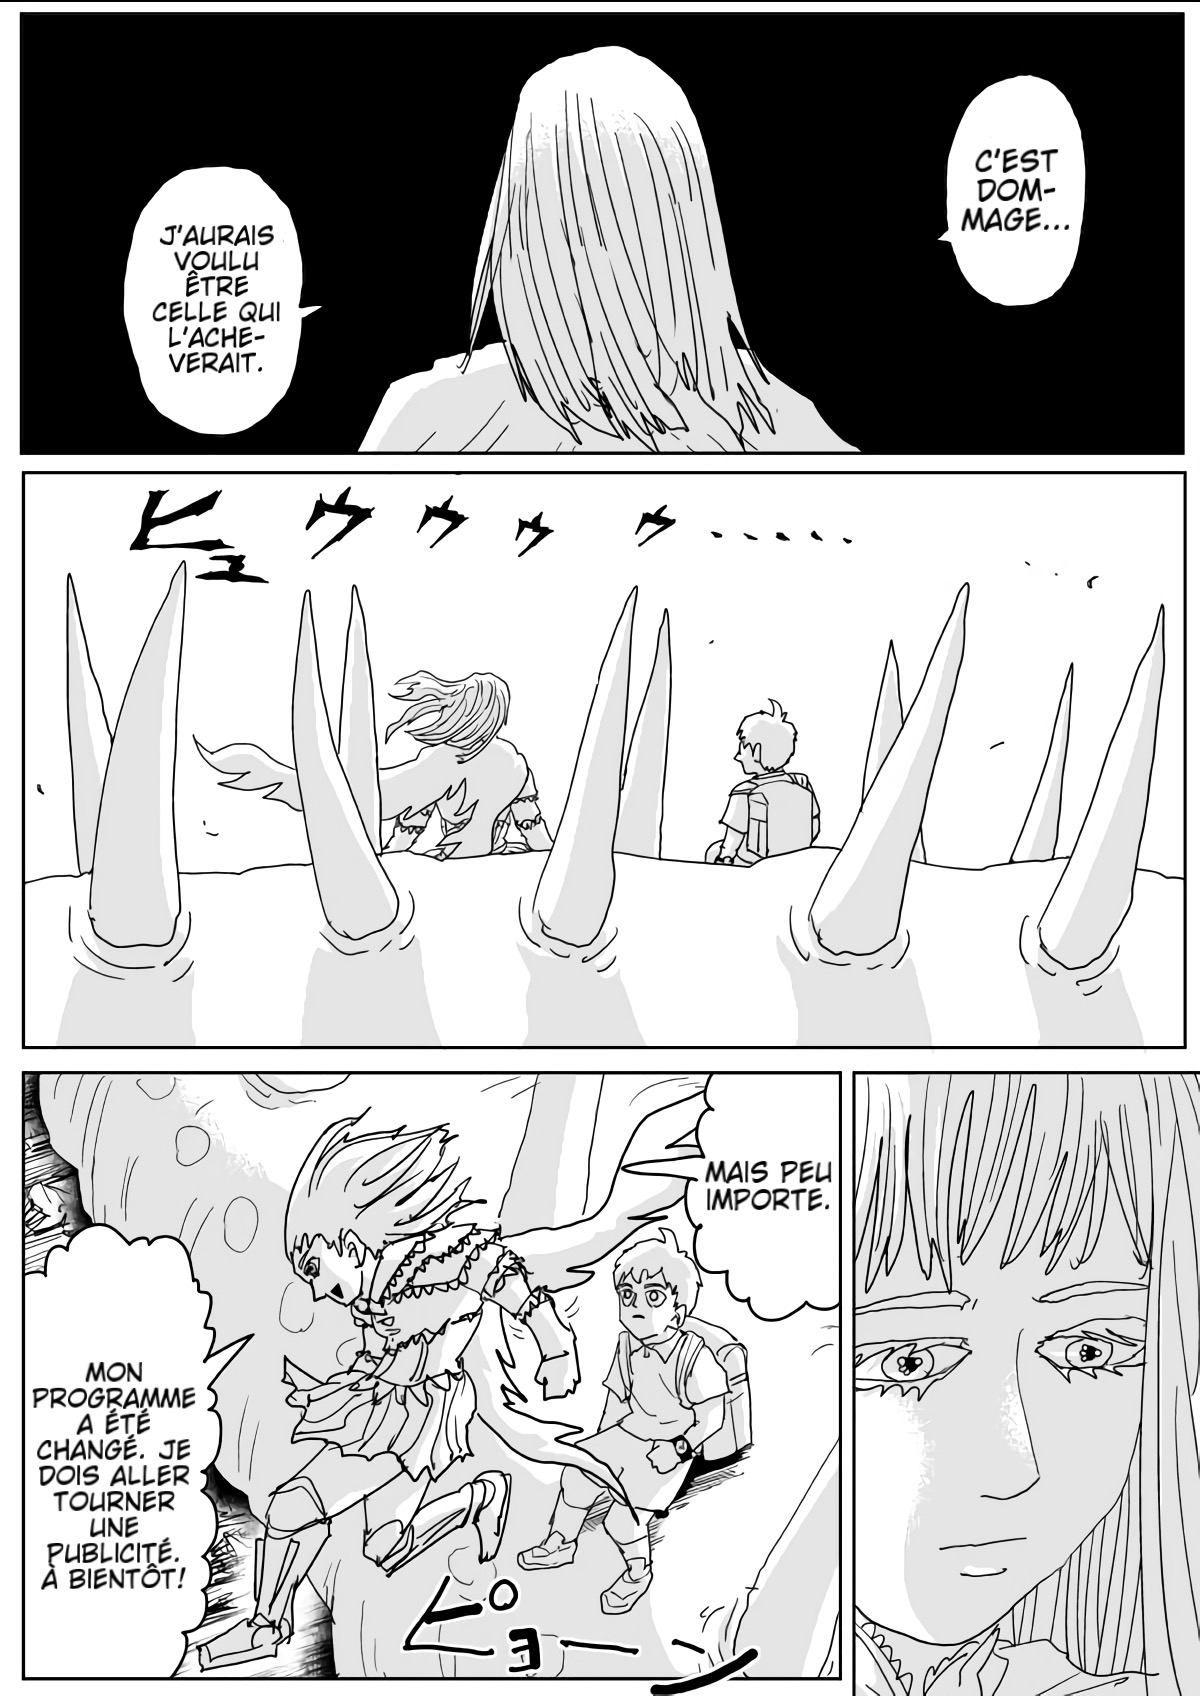 C'EST
DOM-
MAGE...
J'AURAIS
VOULU
ÊTRE
CELLE QUI
L'ACHE-
VERAIT.
ヒュウゥゥゥ.....
MAIS PEU
IMPORTE.
MON
PROGRAMME
A ÉTÉ
CHANGÉ. JE
DOIS ALLER
TOURNER
UNE
PUBLICITÉ.
À BIENTÔT!
ピョーン